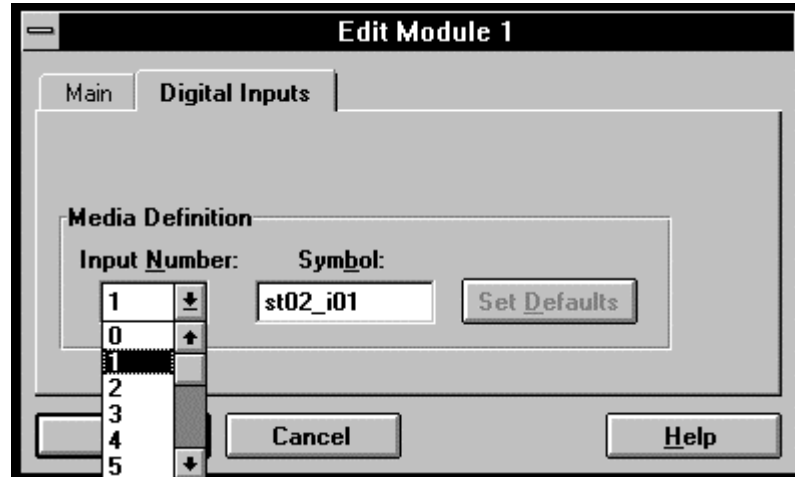 Edit Module 1
Main Digital Inputs
Media Definition
Input Number: Symbol:
1 st02_i01 Set Defaults
0
1
2
3
4
5
Cancel Help